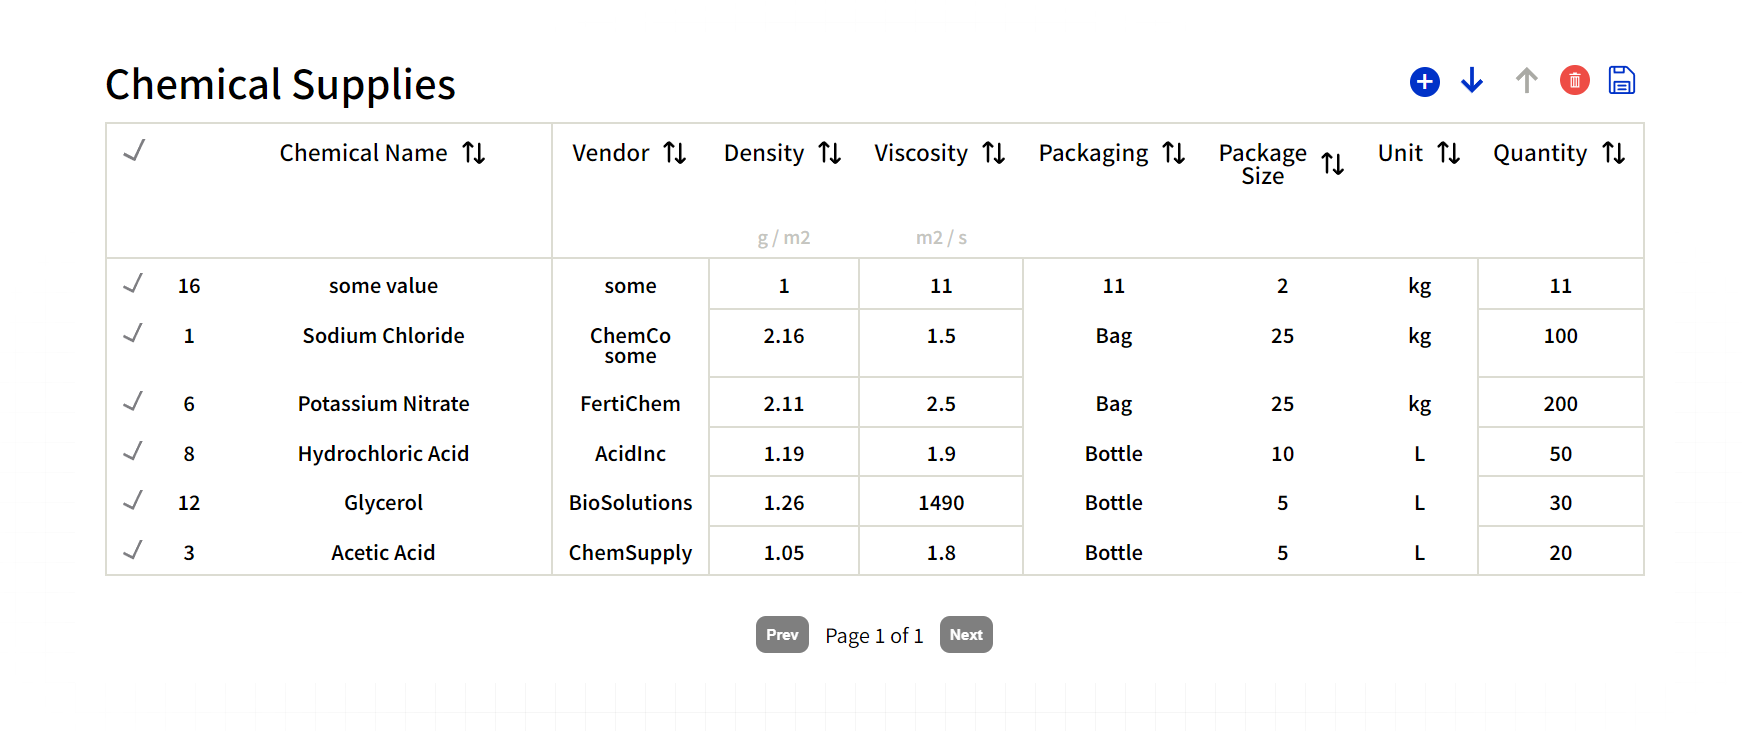 Chemical Supplies
Chemical Name Vendor Density Viscosity Packaging Package Size Unit Quantity
g / m2 m2 / s
16 some value some 1 11 11 2 kg 11
1 Sodium Chloride ChemCo some 2.16 1.5 Bag 25 kg 100
6 Potassium Nitrate FertiChem 2.11 2.5 Bag 25 kg 200
8 Hydrochloric Acid AcidInc 1.19 1.9 Bottle 10 L 50
12 Glycerol BioSolutions 1.26 1490 Bottle 5 L 30
3 Acetic Acid ChemSupply 1.05 1.8 Bottle 5 L 20
Prev Page 1 of 1 Next